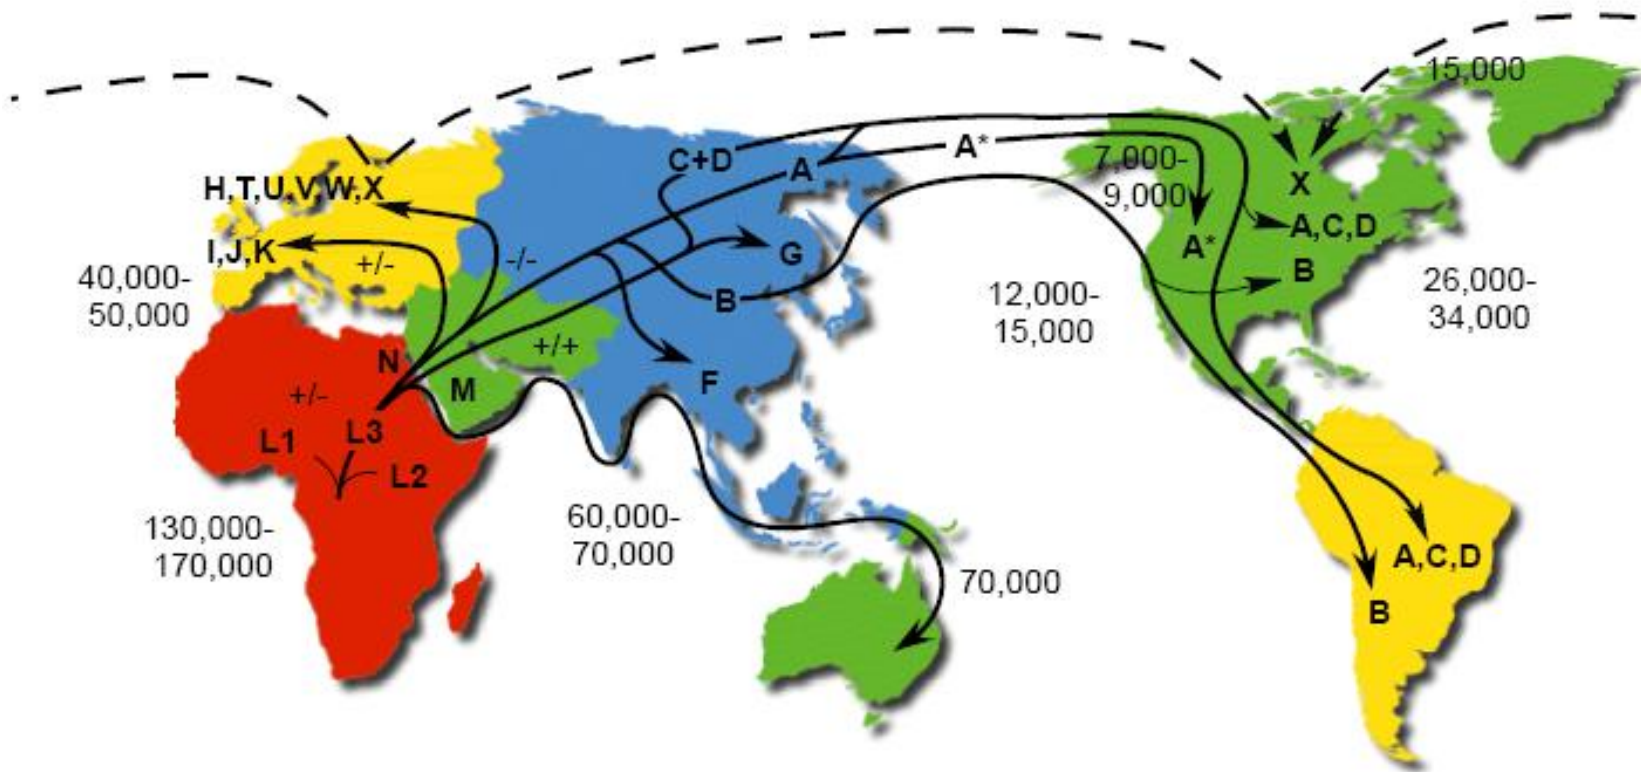 15,000
C+D
A
A*
7,000-
9,000
H,T,U,V,W,X
X
A,C,D
I,J,K
+/-
-/-
G
A*
B
40,000-
50,000
B
12,000-
15,000
26,000-
34,000
N
+/+
M
F
+/-
L1
L3
L2
130,000-
170,000
60,000-
70,000
70,000
A,C,D
B